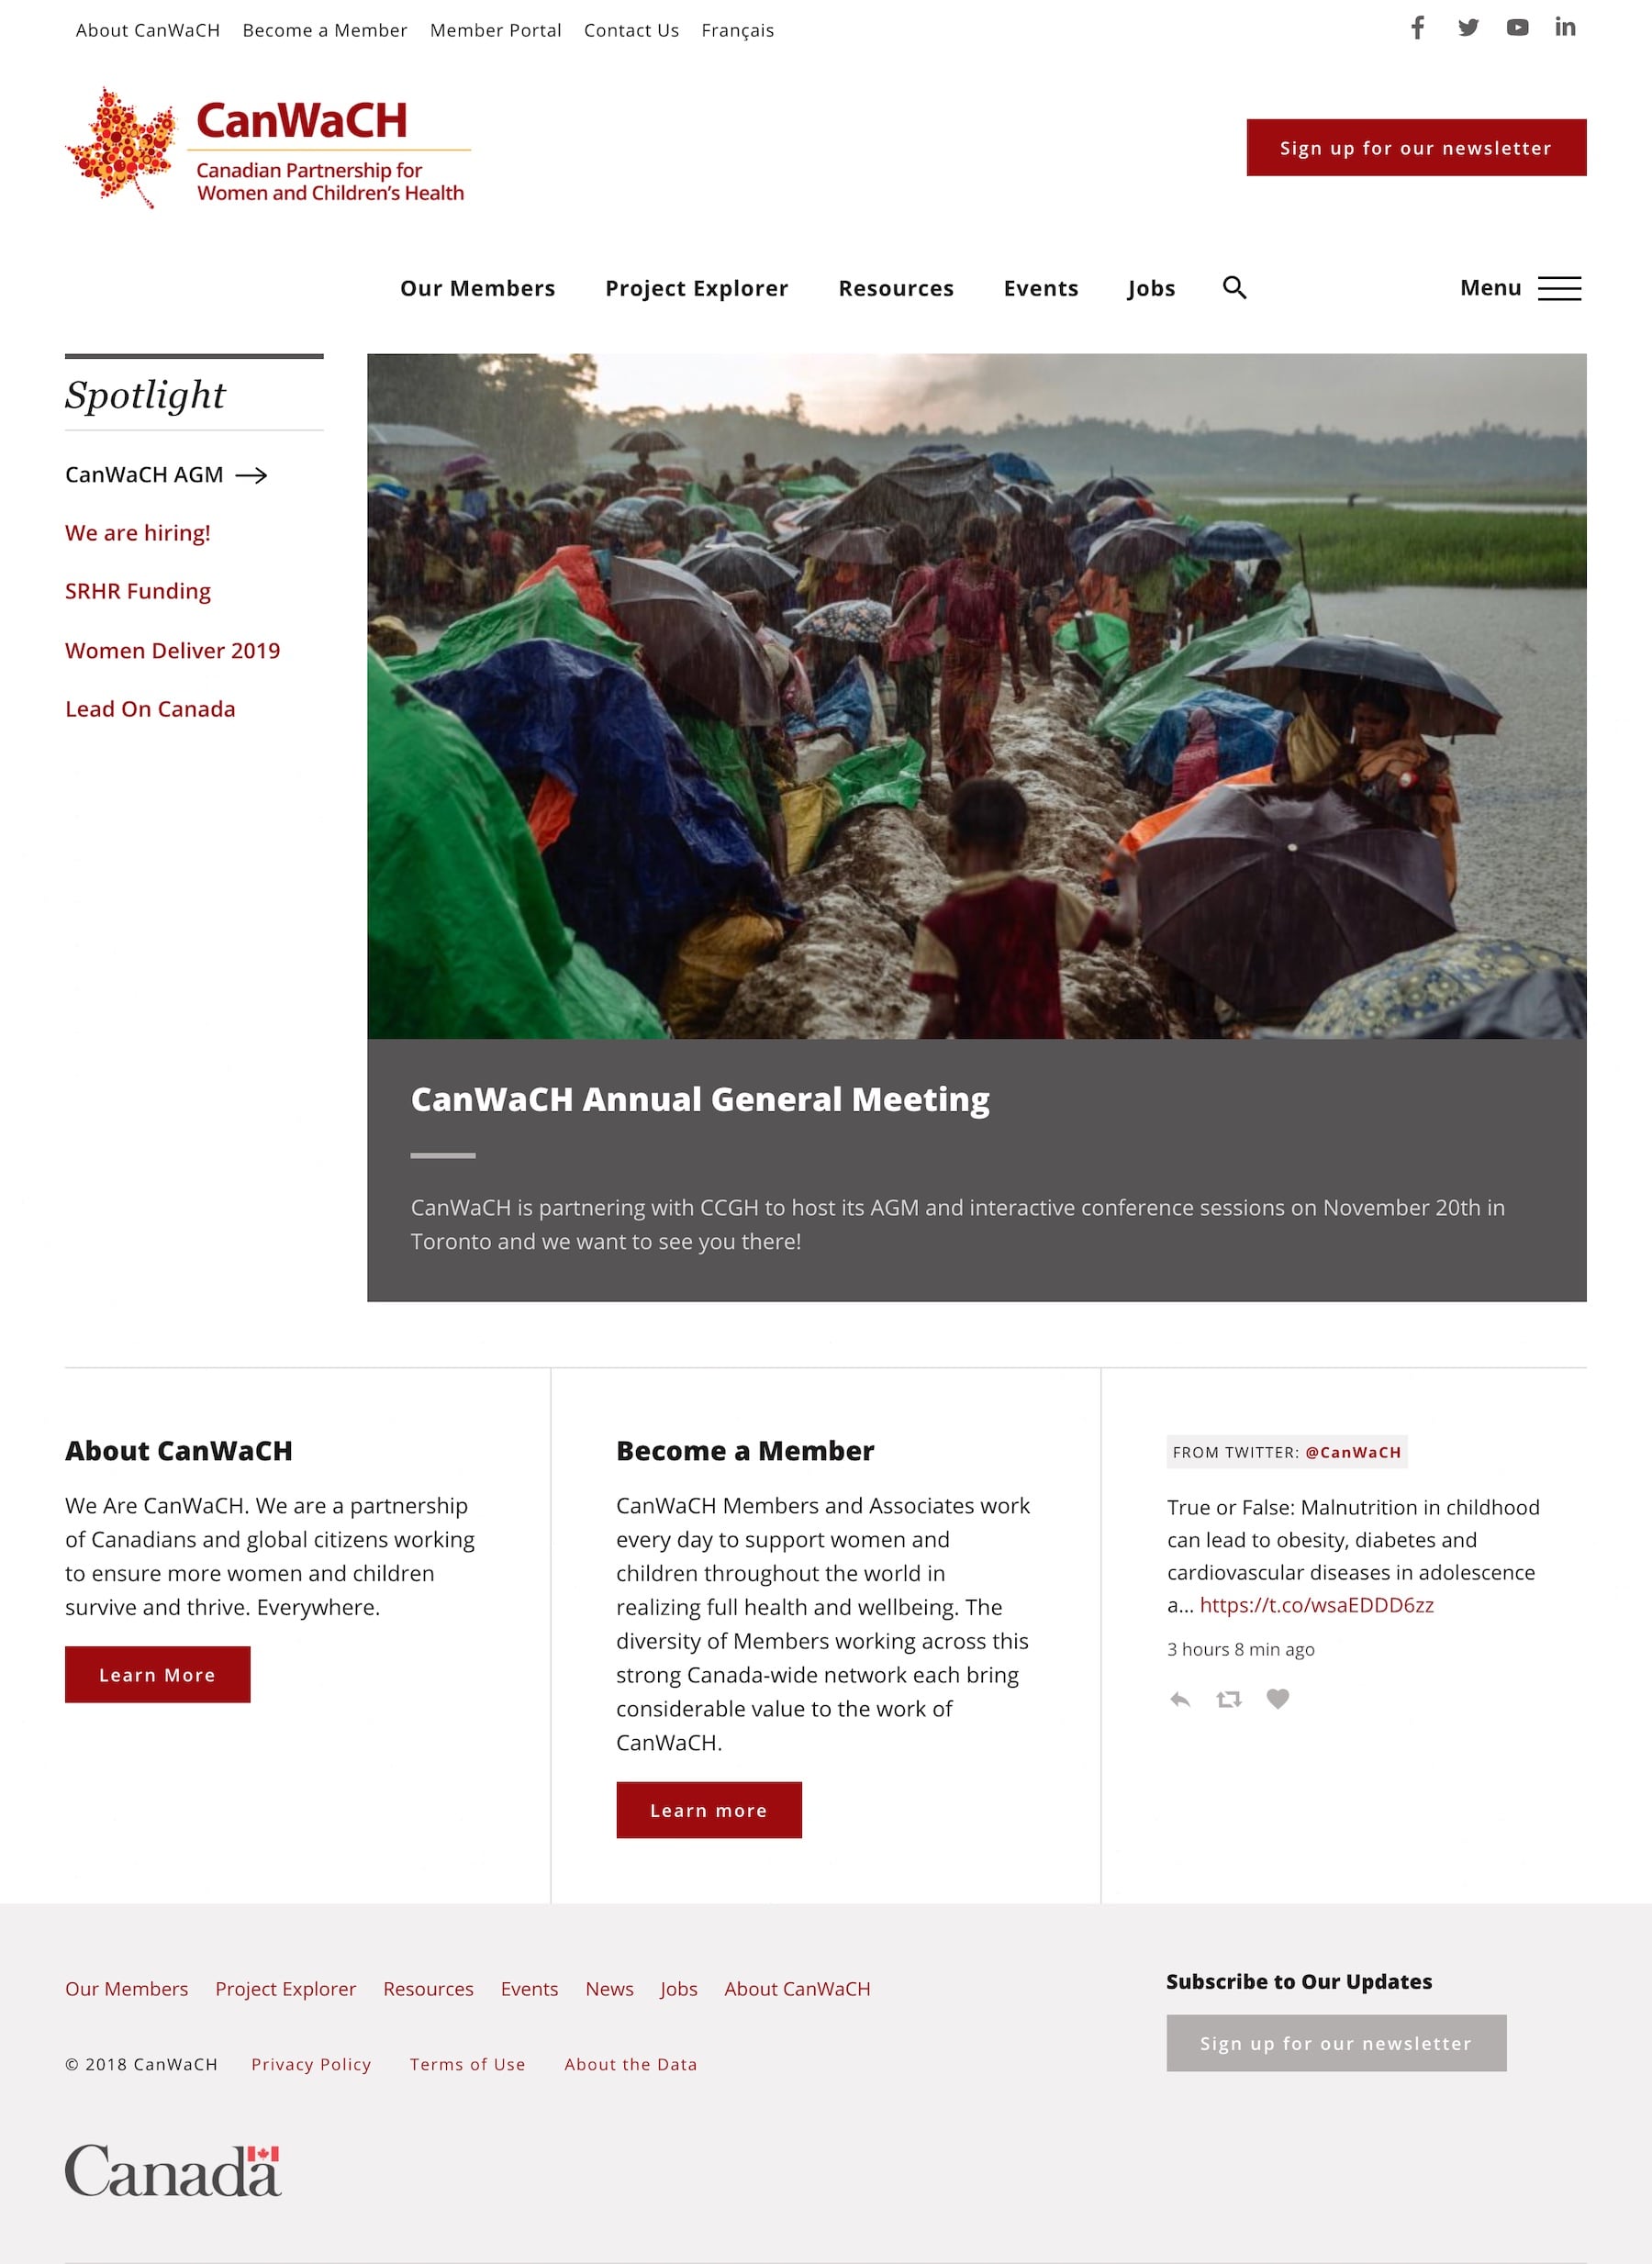 About CanWaCH Become a Member Member Portal Contact Us Français
CanWaCH
Canadian Partnership for
Women and Children's Health
Sign up for our newsletter
Our Members Project Explorer Resources Events Jobs Menu
Spotlight
CanWaCH AGM
We are hiring!
SRHR Funding
Women Deliver 2019
Lead On Canada
CanWaCH Annual General Meeting
CanWaCH is partnering with CCGH to host its AGM and interactive conference sessions on November 20th in
Toronto and we want to see you there!
About CanWaCH
We Are CanWaCH. We are a partnership
of Canadians and global citizens working
to ensure more women and children
survive and thrive. Everywhere.
Learn More
Become a Member
CanWaCH Members and Associates work
every day to support women and
children throughout the world in
realizing full health and wellbeing. The
diversity of Members working across this
strong Canada-wide network each bring
considerable value to the work of
CanWaCH.
Learn more
FROM TWITTER: @CanWaCH
True or False: Malnutrition in childhood
can lead to obesity, diabetes and
cardiovascular diseases in adolescence
a... https://t.co/wsaEDDD6zz
3 hours 8 min ago
Our Members Project Explorer Resources Events News Jobs About CanWaCH
© 2018 CanWaCH Privacy Policy Terms of Use About the Data
Subscribe to Our Updates
Sign up for our newsletter
Canada